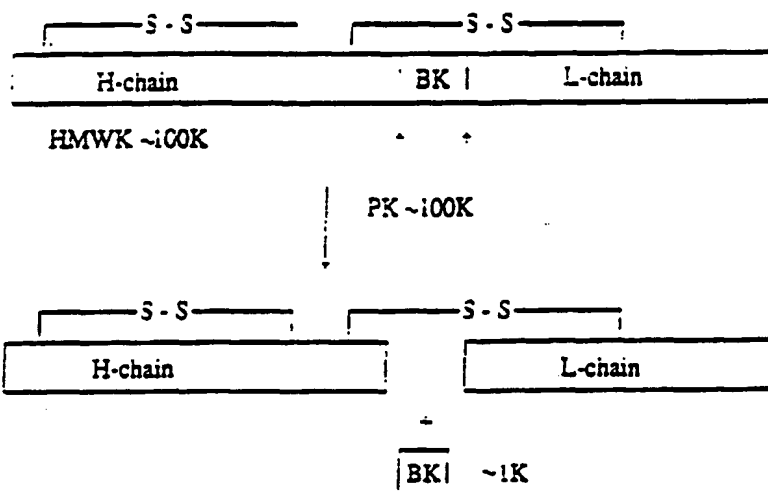 S - S S - S
H-chain BK L-chain
HMWK ~100K
PK ~100K
S - S S - S
H-chain L-chain
+
BK ~1K